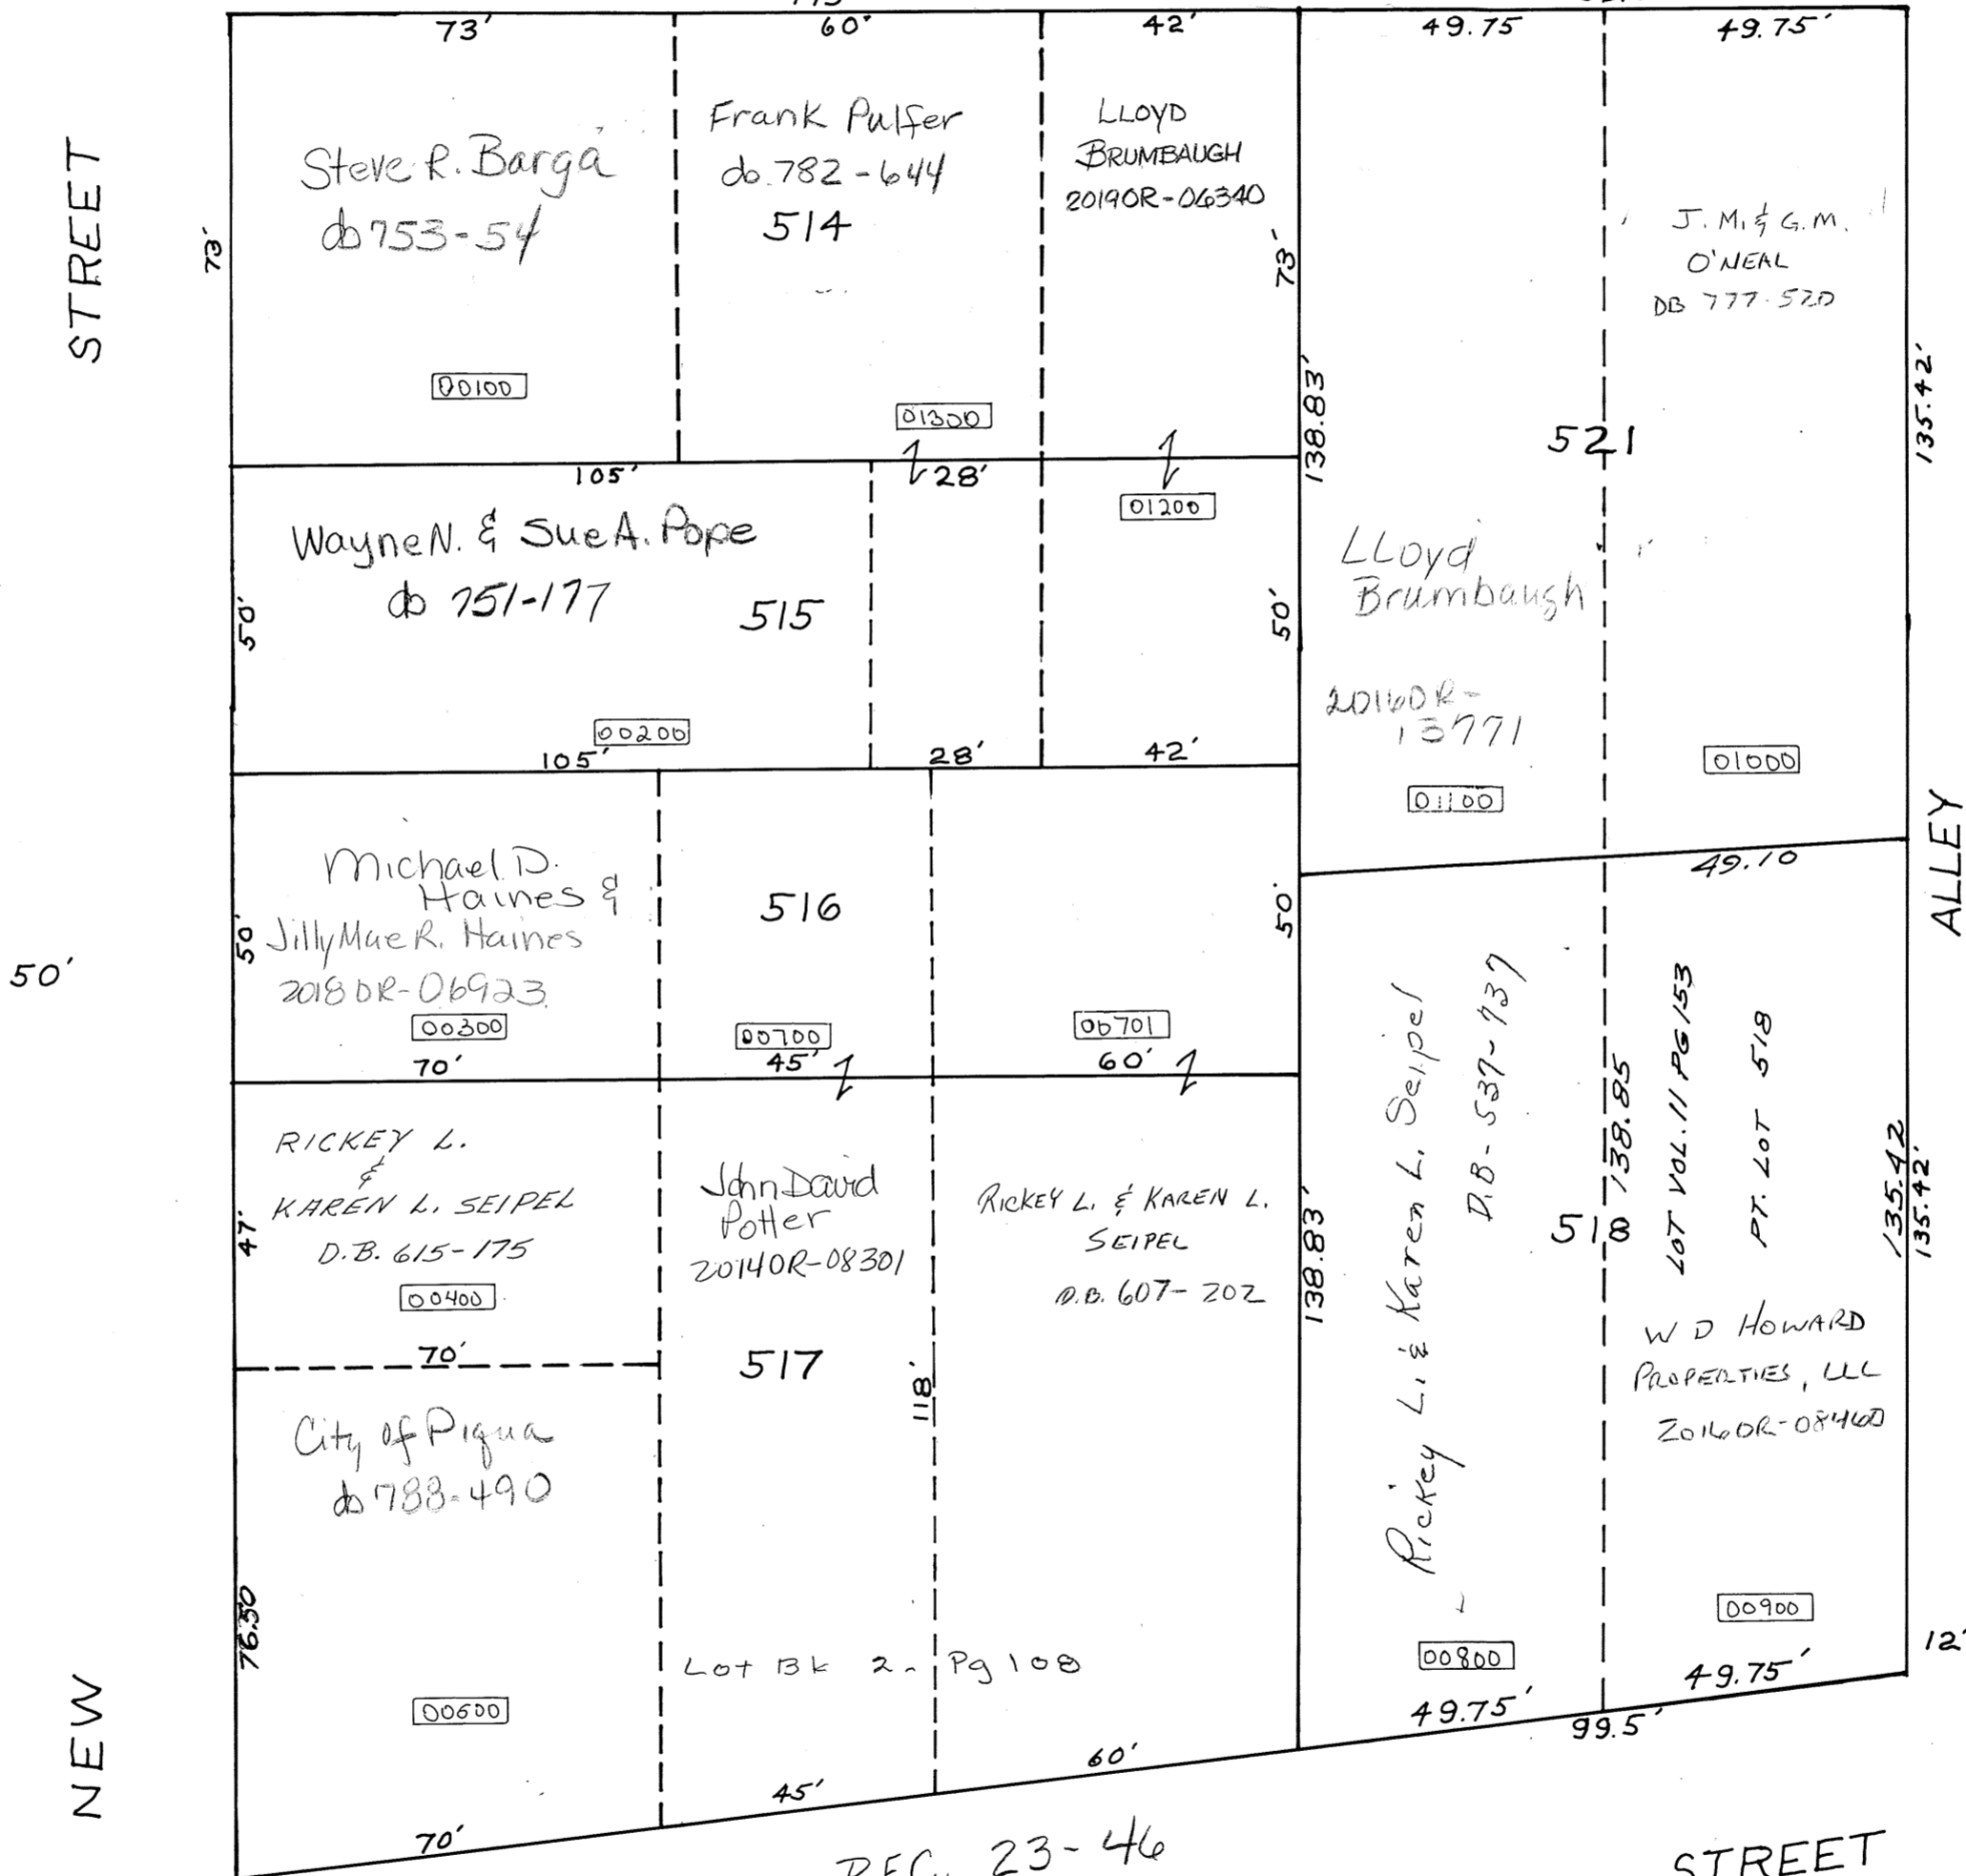 73'
60'
42'
49.75
49.75'
STREET
Steve R. Barga
db 753-54
73'
00100
Frank Pulfer
db. 782-644
514
01300
LLOYD
BRUMBAUGH
2019OR-06340
73'
138.83'
J. M. & G. M.
O'NEAL
DB 777-520
135.42'
521
105'
28'
01200
Wayne N. & Sue A. Pope
db 751-177
515
50'
50'
00200
105'
28'
42'
LLoyd
Brumbaugh
2016OR-
13771
01100
01000
49.10
ALLEY
Michael D.
Haines &
Jilly Mae R. Haines
2018OR-06923
50'
50'
00300
70'
516
00700
45'
00701
60'
50'
RICKEY L.
&
KAREN L. SEIPEL
D.B. 615-175
47'
00400
70'
John David
Potter
2014OR-08301
517
118'
RICKEY L. & KAREN L.
SEIPEL
D.B. 607-202
138.83'
Rickey L. & Karen L. Seipel
D.B-537-737
518
138.85
LOT VOL. 11 PG 153
PT. LOT 518
135.42
135.42'
W D HOWARD
PROPERTIES, LLC
2016OR-08460
City of Piqua
db 788-490
76.50
00600
Lot Bk 2- Pg 108
00800
00900
12'
49.75'
49.75'
99.5'
60'
45'
70'
NEW
REC. 23-46
STREET